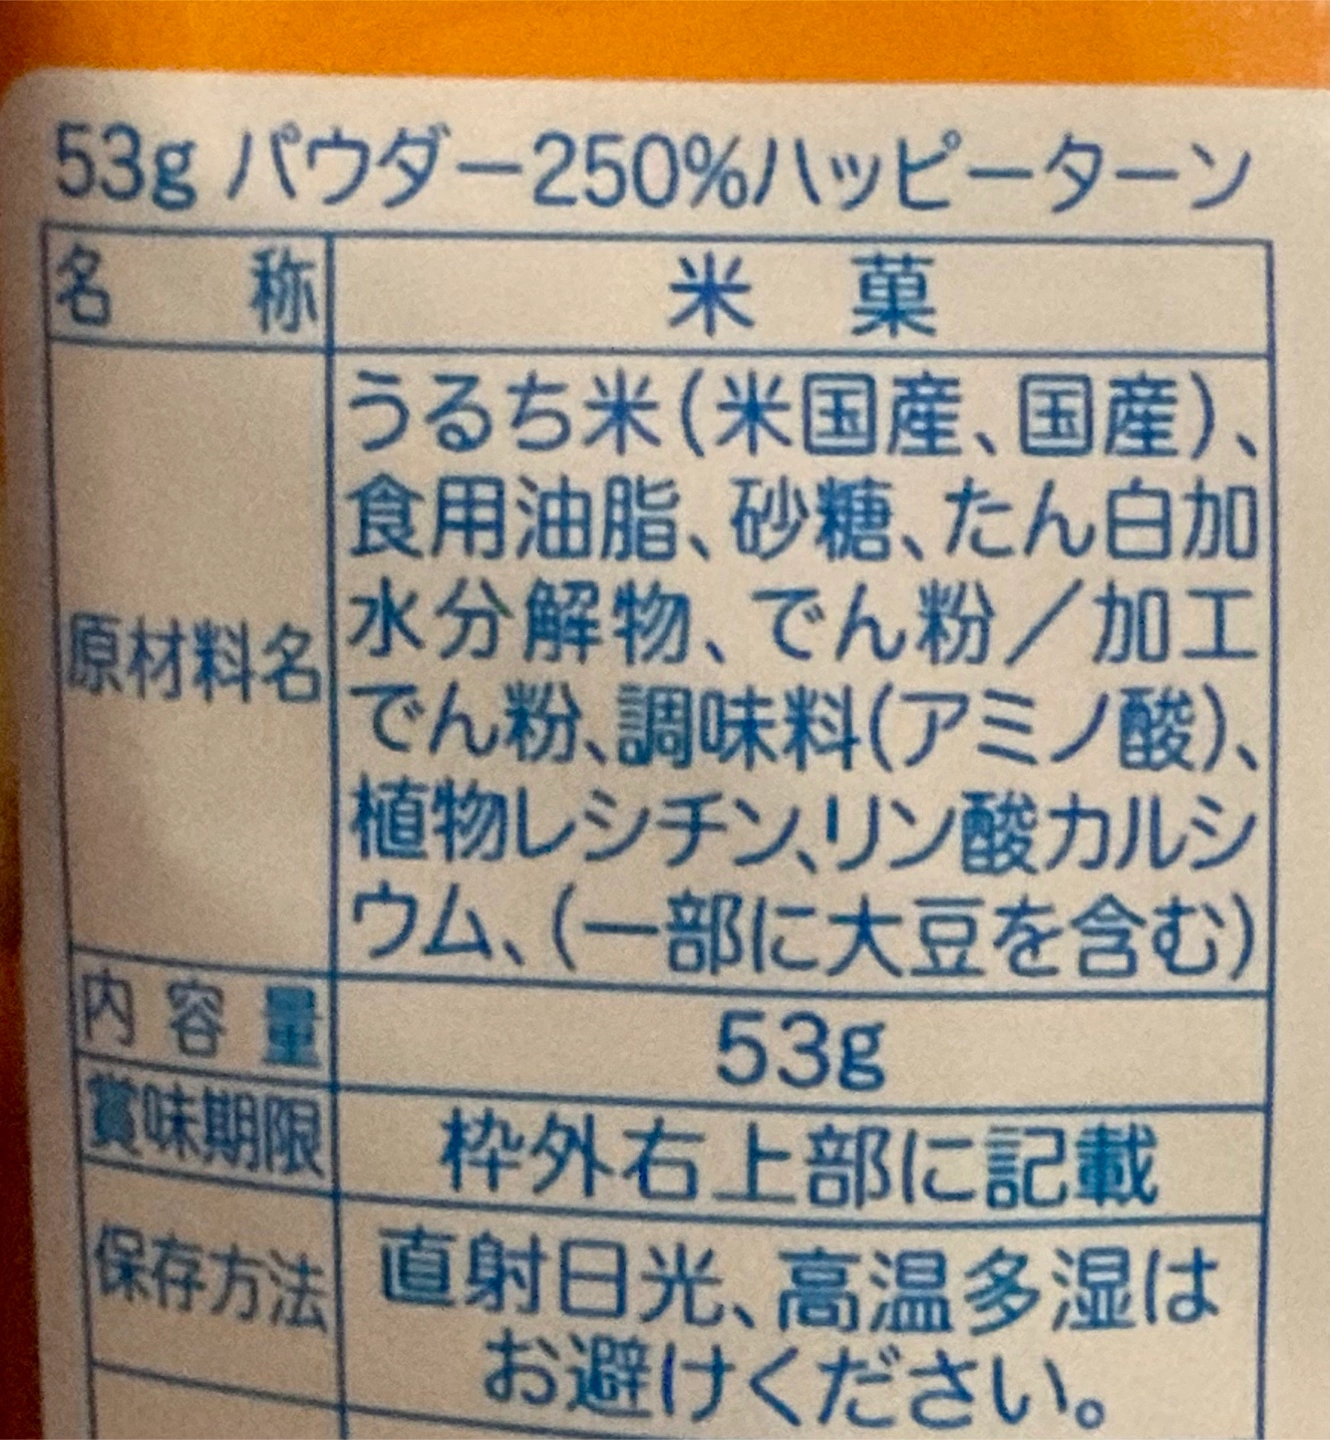 53g パウダー250%ハッピーターン
名　称 米　菓
原材料名 うるち米(米国産、国産)、
食用油脂、砂糖、たん白加
水分解物、でん粉／加工
でん粉、調味料(アミノ酸)、
植物レシチン、リン酸カルシ
ウム、(一部に大豆を含む)
内容量 53g
賞味期限 枠外右上部に記載
保存方法 直射日光、高温多湿は
お避けください。